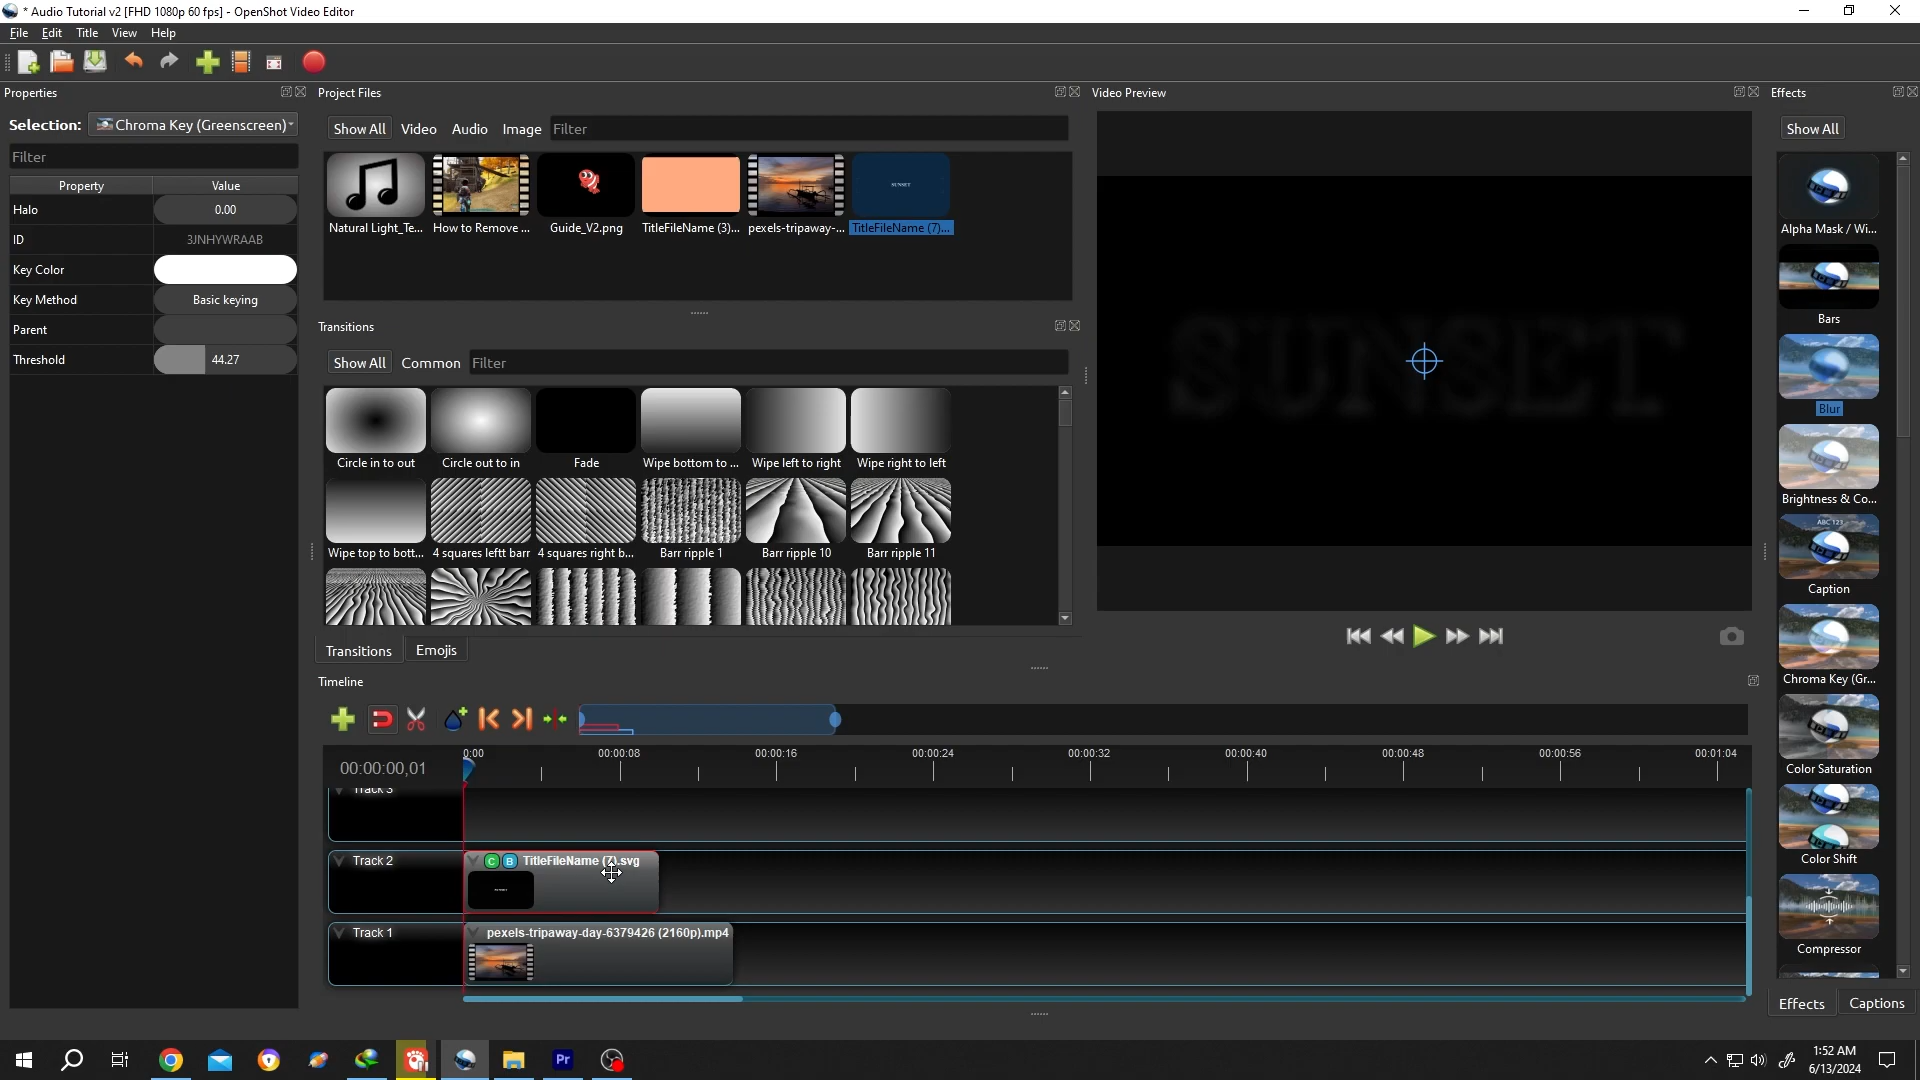 * Audio Tutorial v2 [FHD 1080p 60 fps] - OpenShot Video Editor
File Edit Title View Help
Properties
Project Files
Video Preview
Effects
Selection: Chroma Key (Greenscreen)
Show All Video Audio Image Filter
Show All
Filter
Property Value
Halo 0.00
ID 3JNHYWRAAB
Key Color
Key Method Basic keying
Parent
Threshold 44.27
SUNSET
Natural Light_Te... How to Remove ... Guide_V2.png TitleFileName (3)... pexels-tripaway-... TitleFileName (7)...
Transitions
Show All Common Filter
Circle in to out Circle out to in Fade Wipe bottom to ... Wipe left to right Wipe right to left
Wipe top to bott... 4 squares leftt barr 4 squares right b... Barr ripple 1 Barr ripple 10 Barr ripple 11
Transitions Emojis
SUNSET
Alpha Mask / Wi...
Bars
Blur
Brightness & Co...
ABC 123
Caption
Chroma Key (Gr...
Color Saturation
Color Shift
Compressor
Effects Captions
Timeline
00:00:00,01
0:00 00:00:08 00:00:16 00:00:24 00:00:32 00:00:40 00:00:48 00:00:56 00:01:04
Track 3
Track 2
C B TitleFileName (7).svg
Track 1
pexels-tripaway-day-6379426 (2160p).mp4
Pr
1:52 AM
6/13/2024